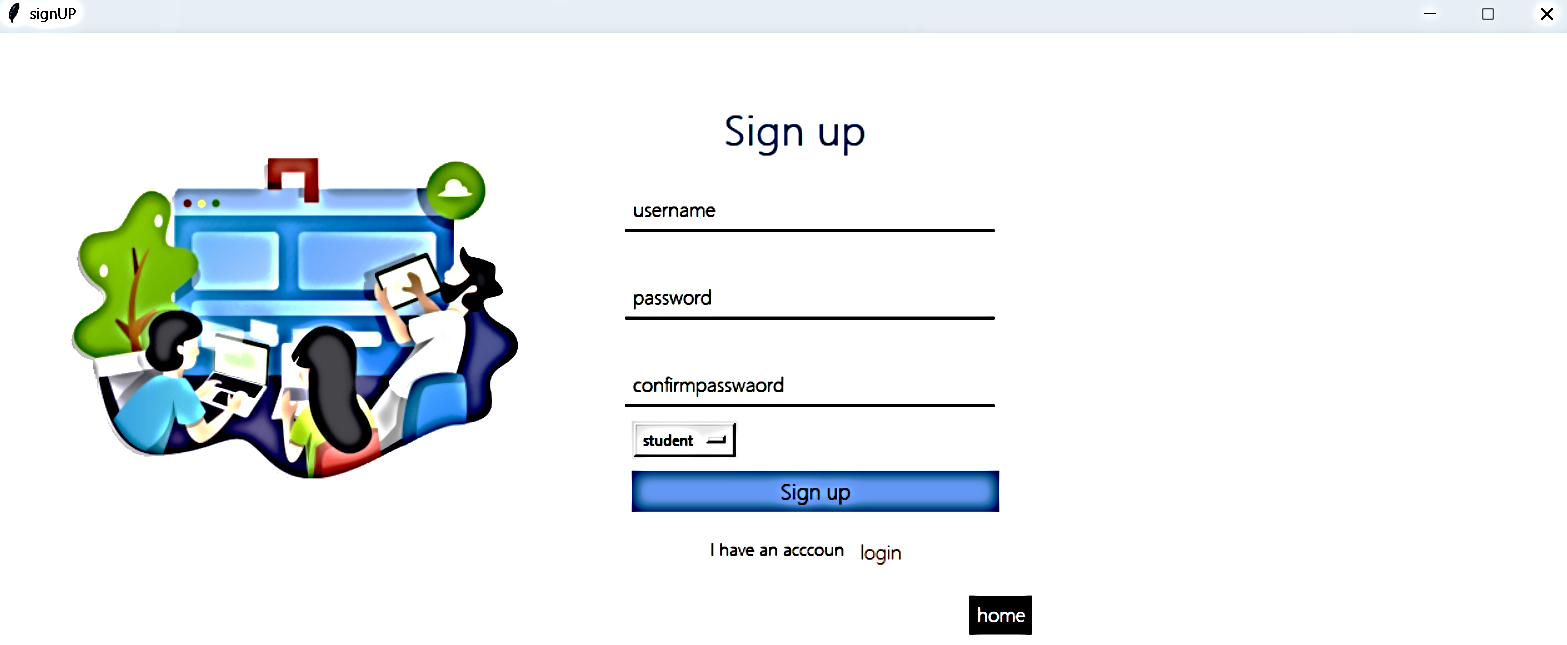 signUP
Sign up
username
password
confirmpasswaord
student
Sign up
I have an acccoun login
home